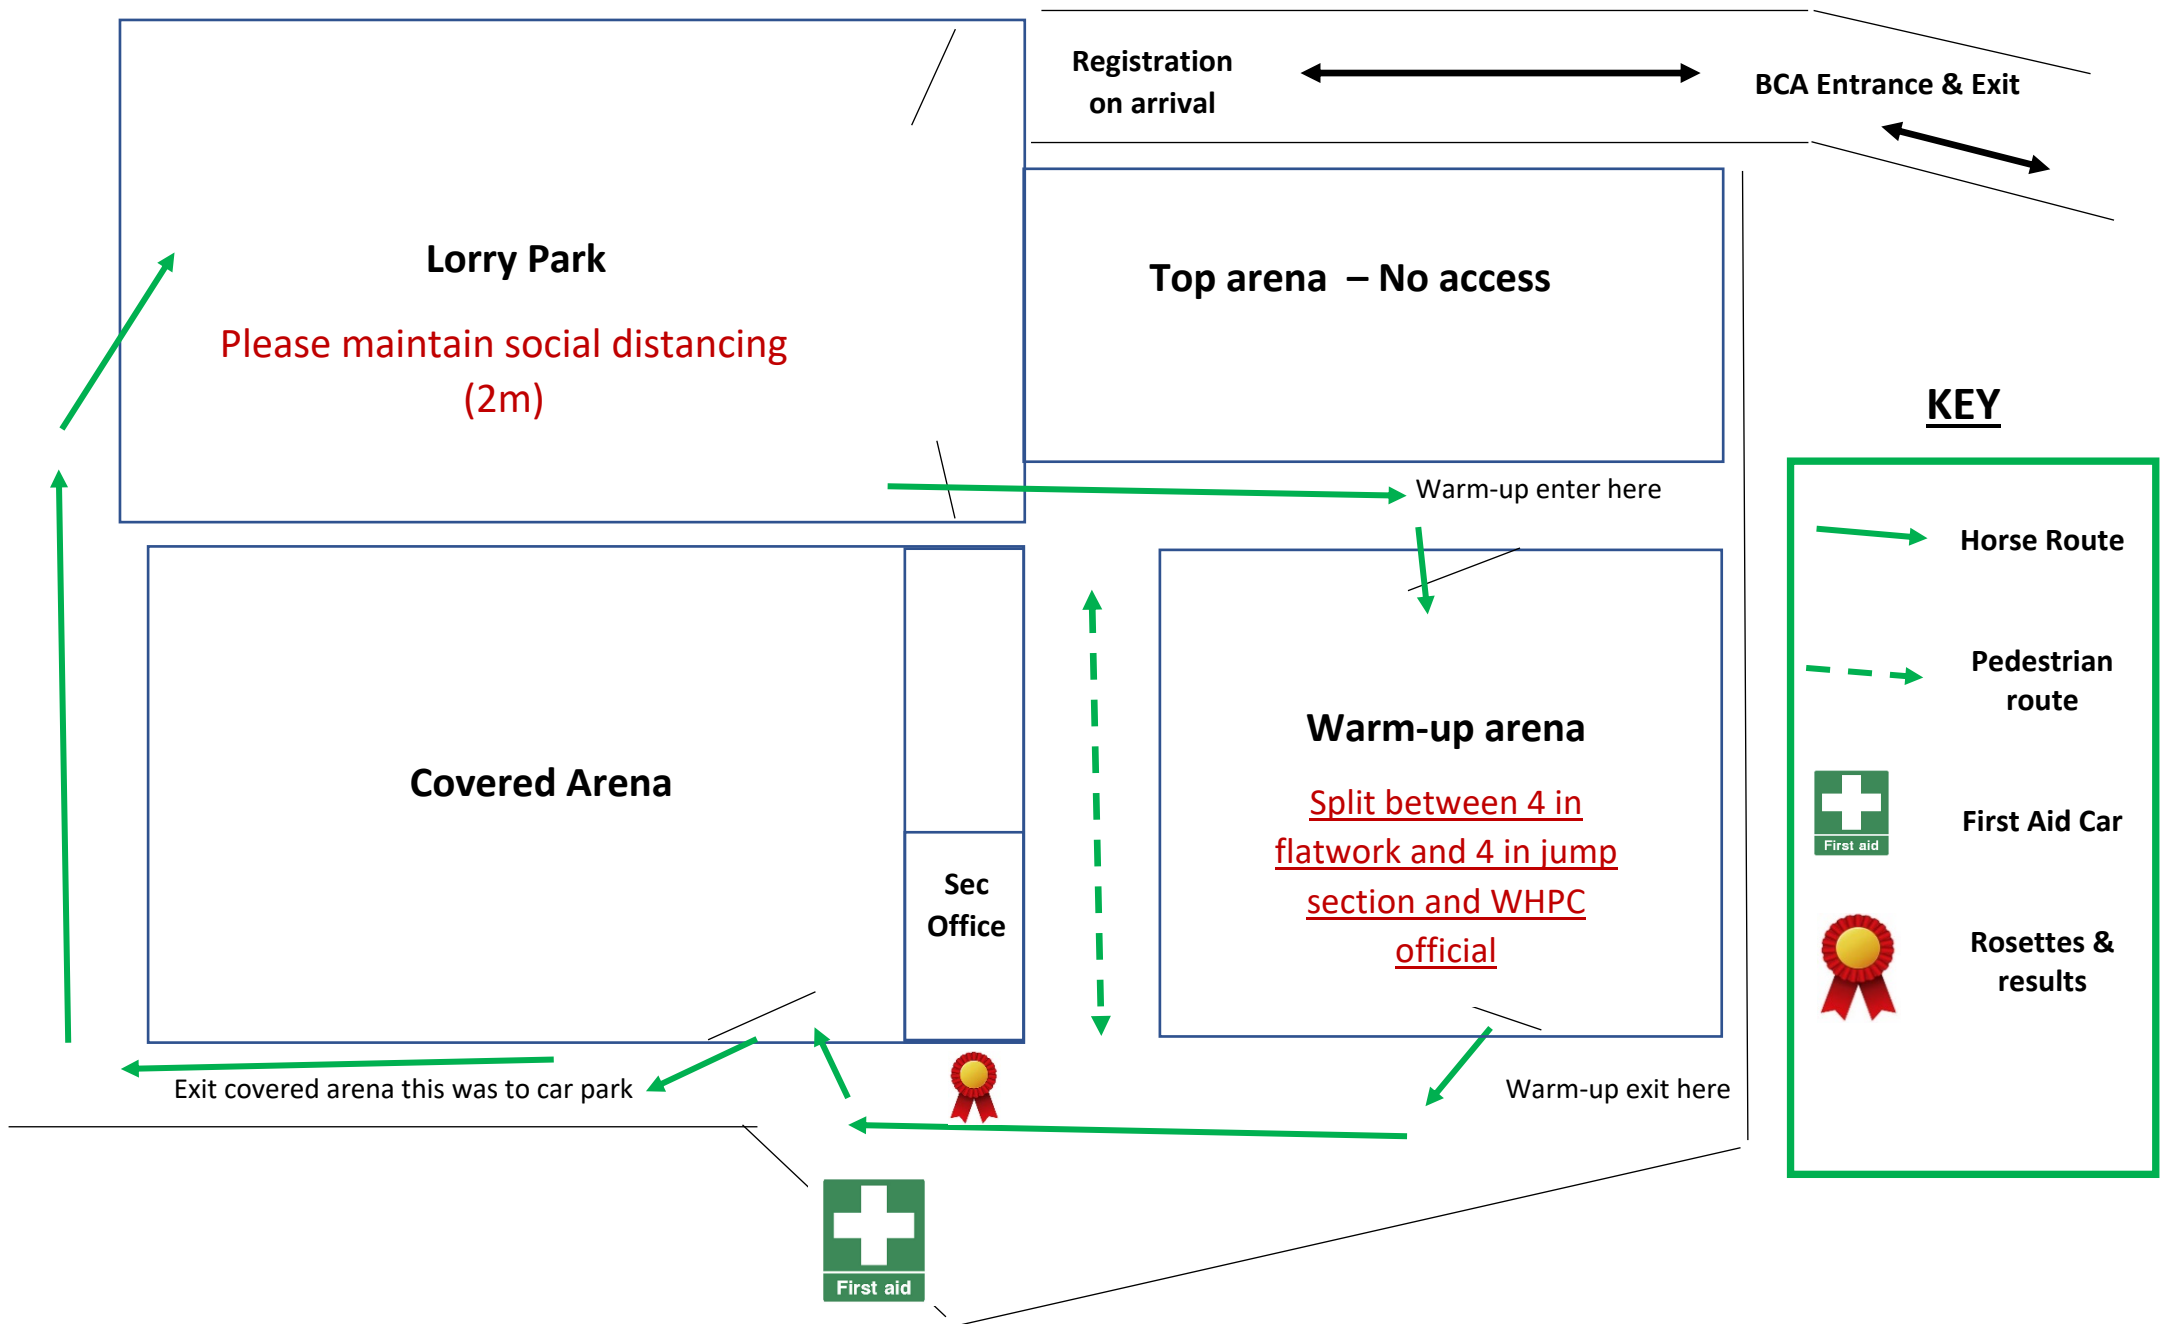 Registration
on arrival
BCA Entrance & Exit
Lorry Park
Please maintain social distancing
(2m)
Top arena – No access
Warm-up enter here
KEY
Horse Route
Pedestrian
route
First aid
First Aid Car
Rosettes &
results
Covered Arena
Sec
Office
Warm-up arena
Split between 4 in
flatwork and 4 in jump
section and WHPC
official
Exit covered arena this was to car park
Warm-up exit here
First aid